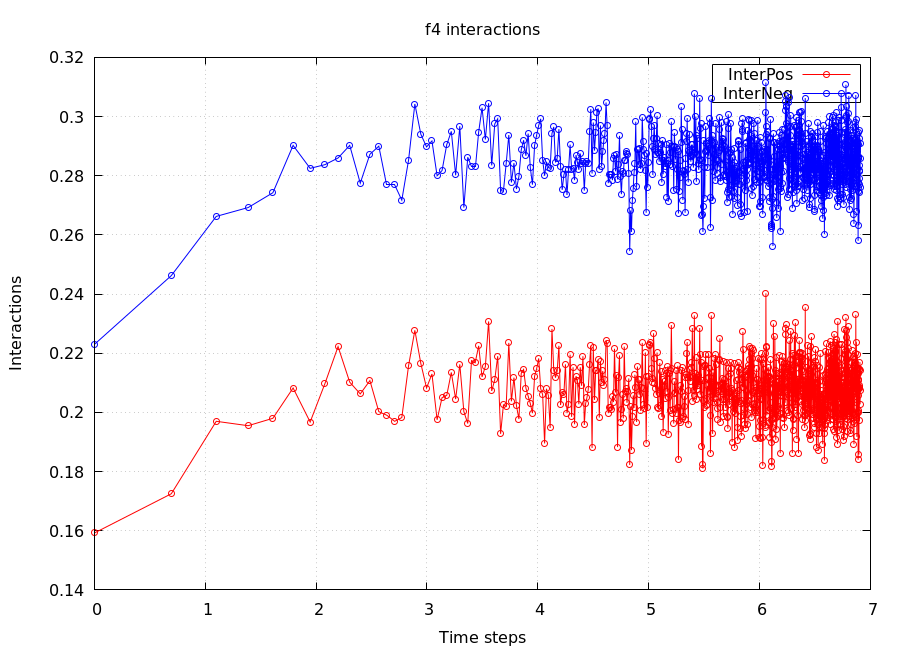 f4 interactions
InterPos
InterNeg
Interactions
0.32
0.3
0.28
0.26
0.24
0.22
0.2
0.18
0.16
0.14
0 1 2 3 4 5 6 7
Time steps